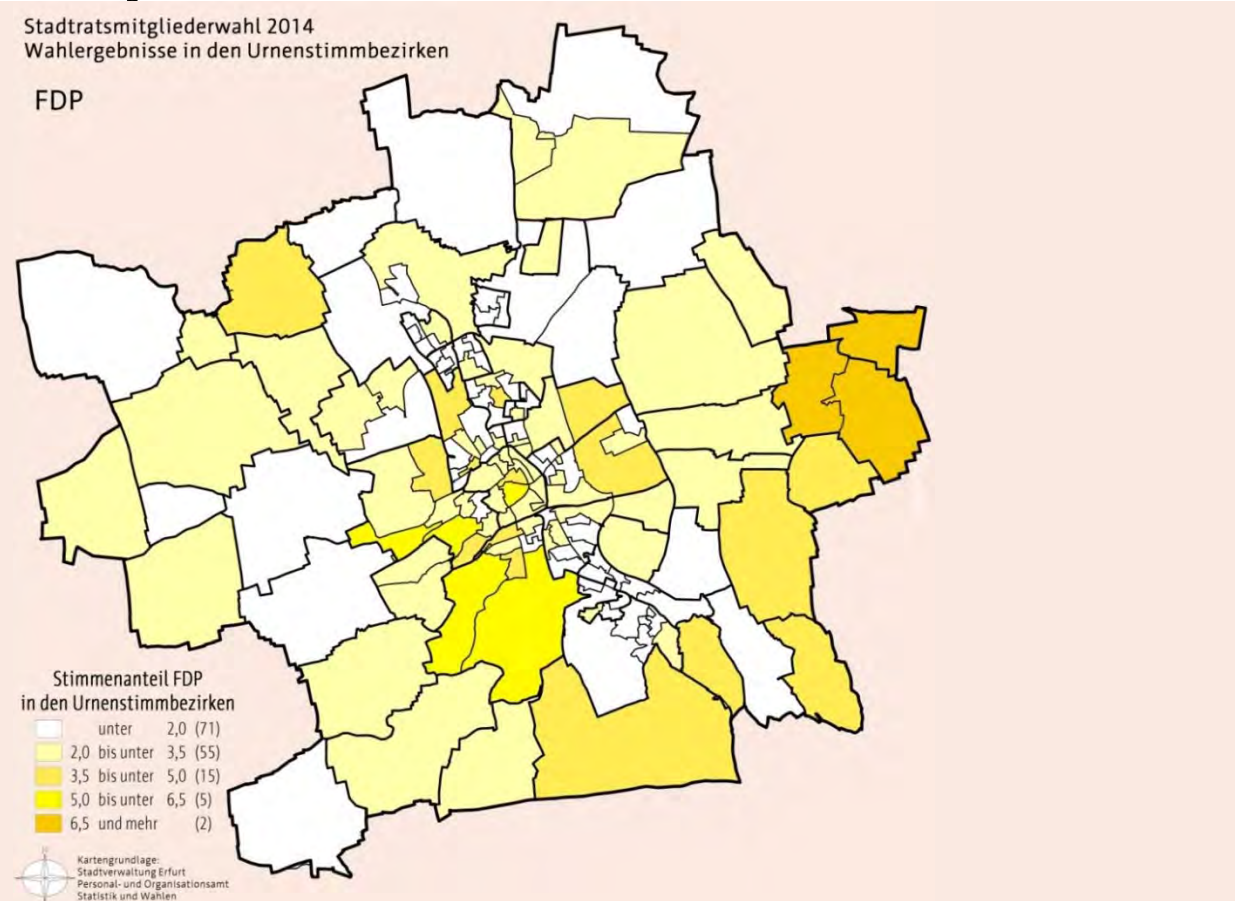 Stadtratsmitgliederwahl 2014
Wahlergebnisse in den Urnenstimmbezirken
FDP
Stimmenanteil FDP
in den Urnenstimmbezirken
unter 2,0 (71)
2,0 bis unter 3,5 (55)
3,5 bis unter 5,0 (15)
5,0 bis unter 6,5 (5)
6,5 und mehr (2)
N
Kartengrundlage:
Stadtverwaltung Erfurt
Personal- und Organisationsamt
Statistik und Wahlen